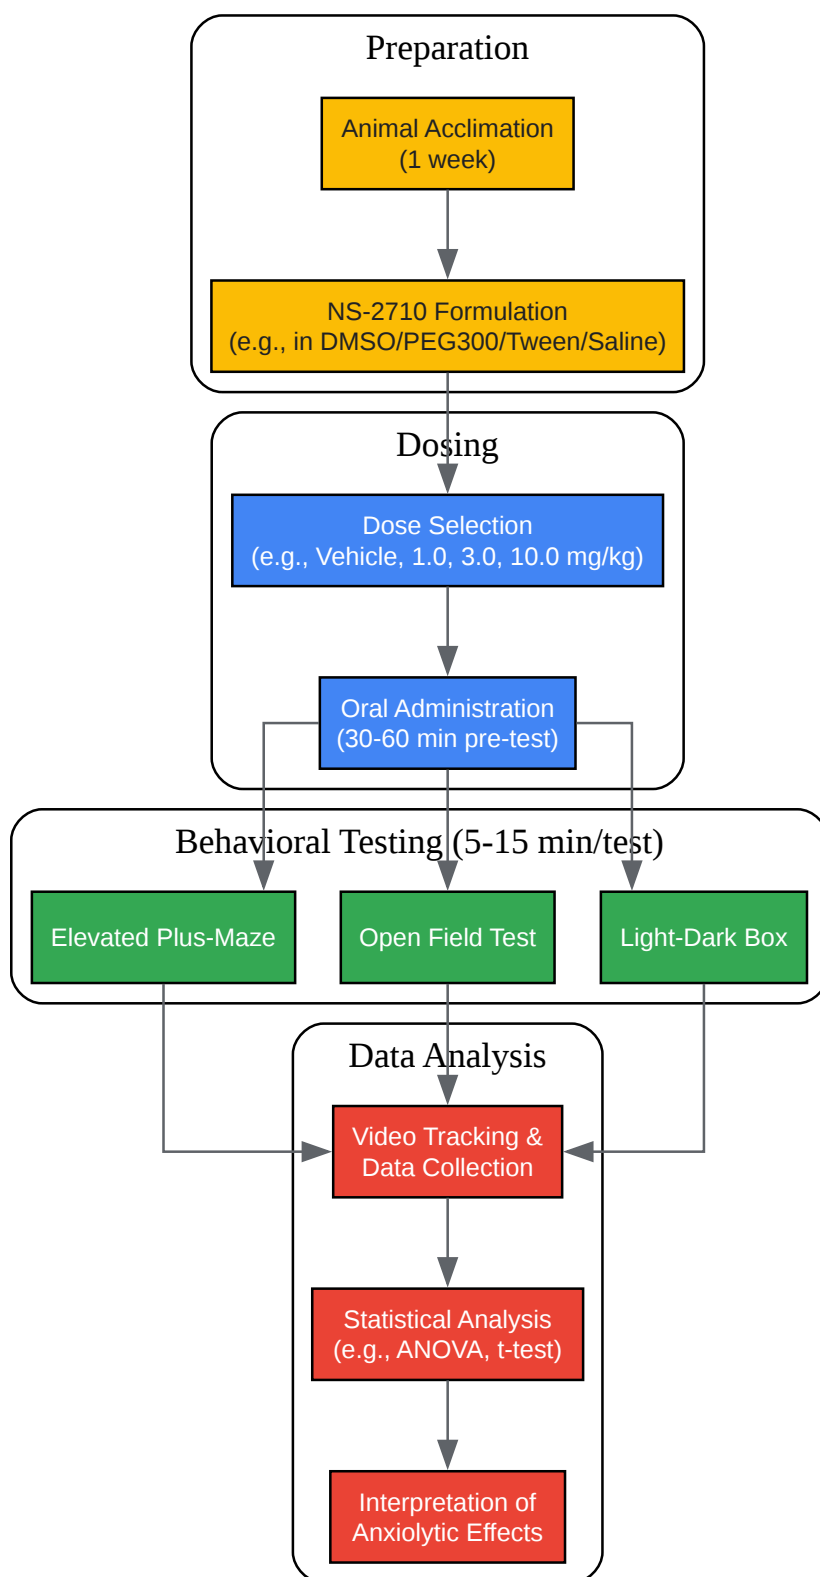 Preparation
Animal Acclimation
(1 week)
NS-2710 Formulation
(e.g., in DMSO/PEG300/Tween/Saline)
Dosing
Dose Selection
(e.g., Vehicle, 1.0, 3.0, 10.0 mg/kg)
Oral Administration
(30-60 min pre-test)
Behavioral Testing (5-15 min/test)
Elevated Plus-Maze
Open Field Test
Light-Dark Box
Data Analysis
Video Tracking &
Data Collection
Statistical Analysis
(e.g., ANOVA, t-test)
Interpretation of
Anxiolytic Effects